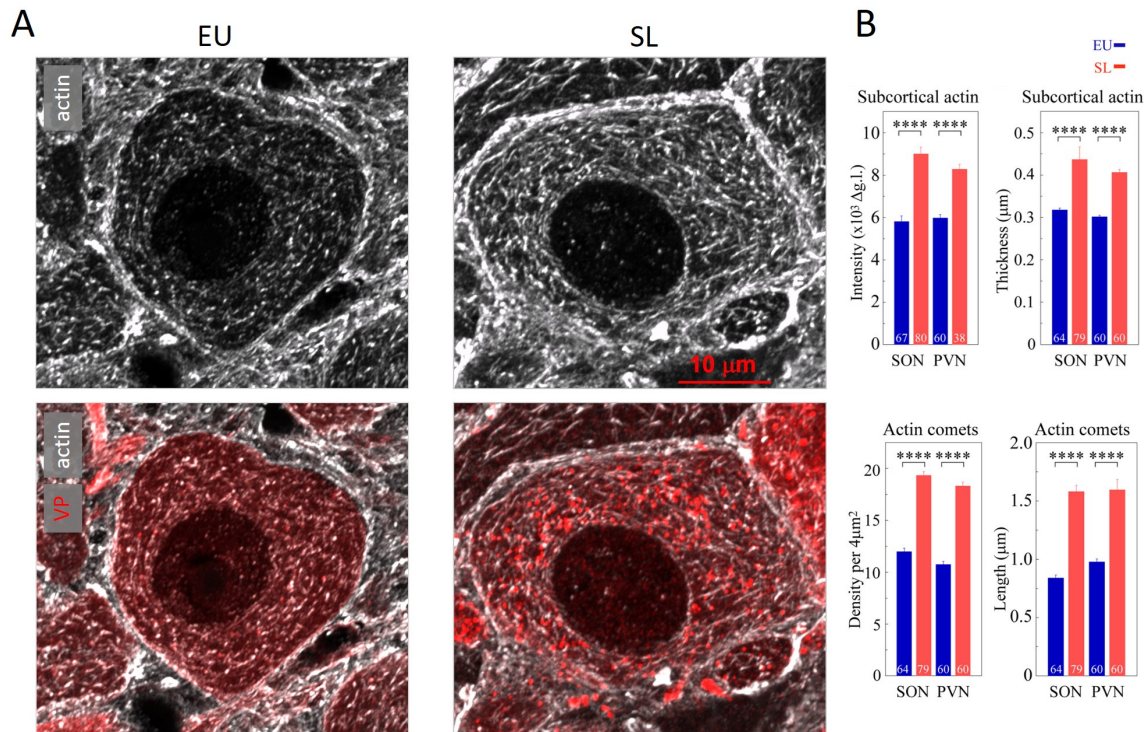 A
EU
SL
actin
10 μm
actin
VP
B
EU
SL
Subcortical actin
**** ****
Intensity (x10³ Δg.l.)
10
8
6
4
2
0
67 80 60 38
SON PVN
Subcortical actin
**** ****
Thickness (μm)
0.5
0.4
0.3
0.2
0.1
0
64 79 60 60
SON PVN
Actin comets
**** ****
Density per 4μm²
20
15
10
5
0
64 79 60 60
SON PVN
Actin comets
**** ****
Length (μm)
2.0
1.5
1.0
0.5
0
64 79 60 60
SON PVN